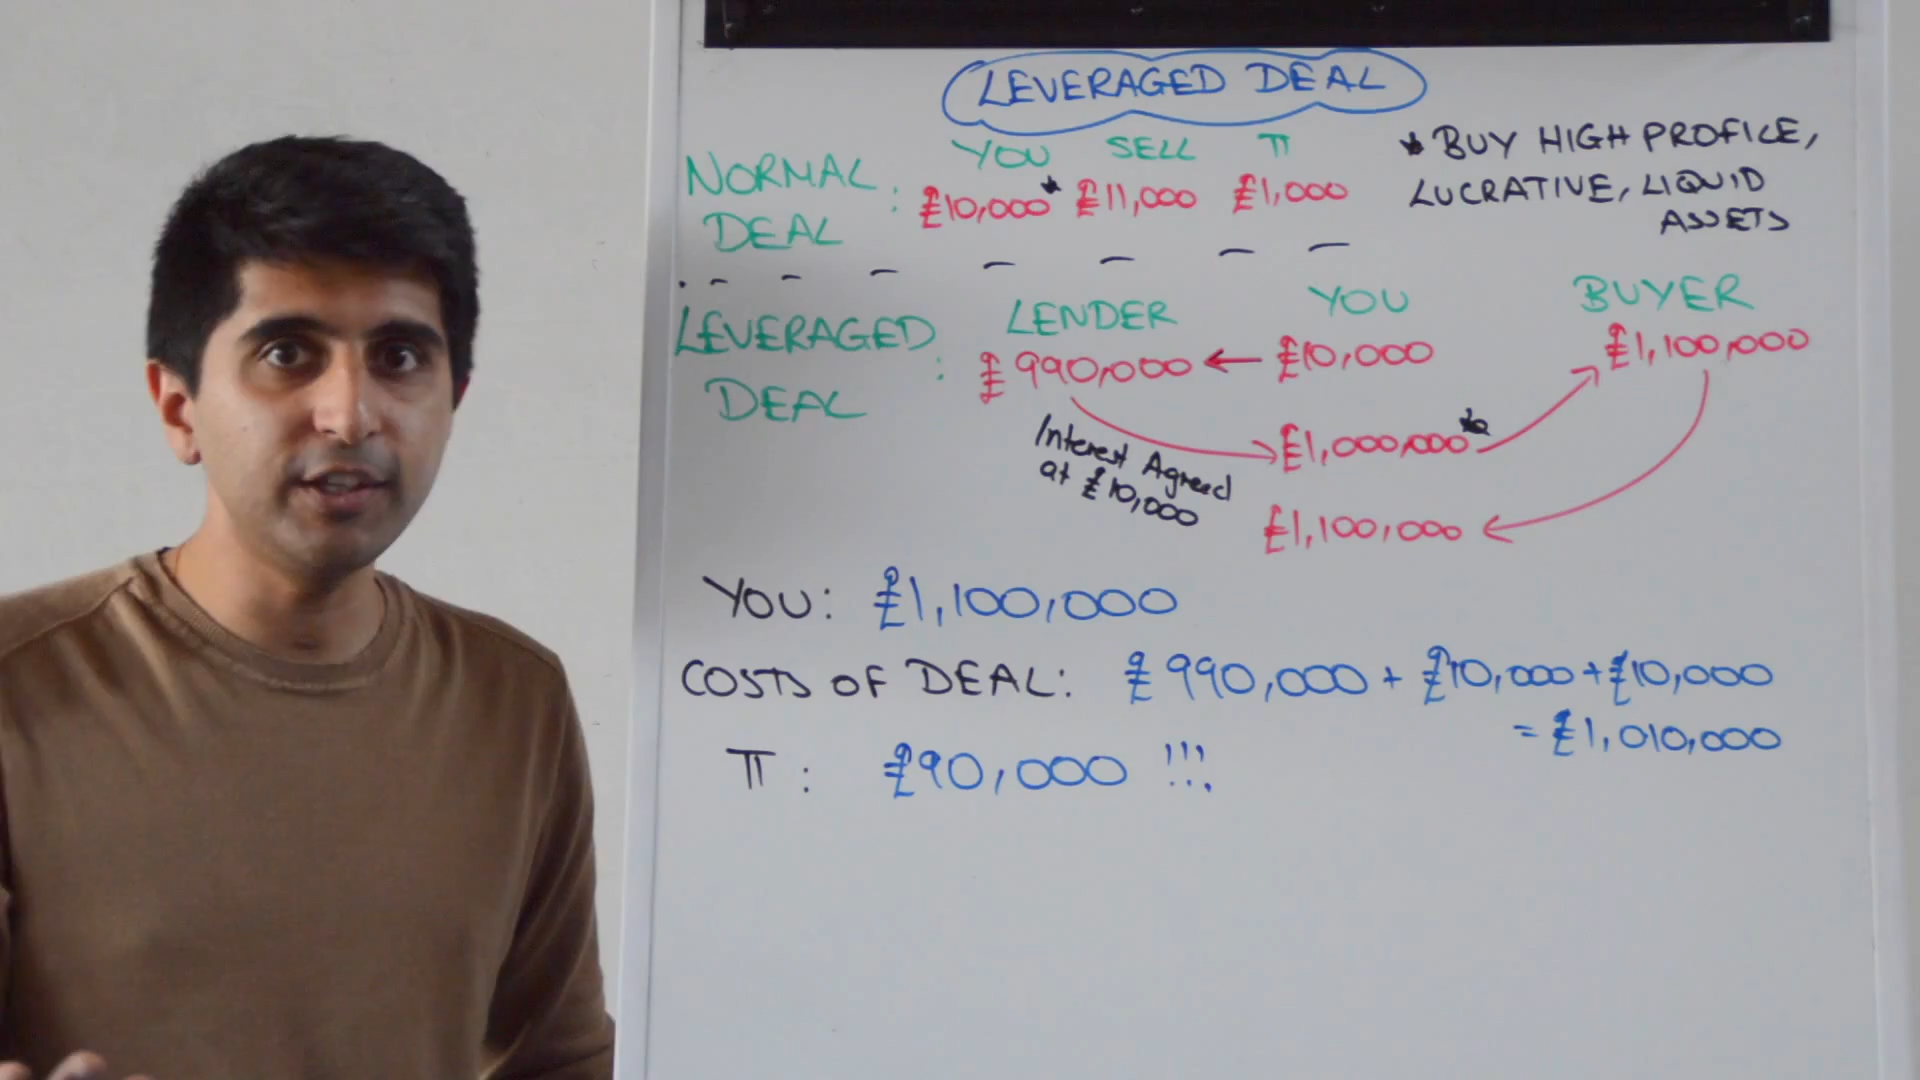 LEVERAGED DEAL
YOU SELL π
NORMAL DEAL : £10,000* £11,000 £1,000
* BUY HIGH PROFILE,
LUCRATIVE, LIQUID
ASSETS
LENDER YOU BUYER
LEVERAGED DEAL : £990,000 ← £10,000 £1,100,000
£1,000,000*
Interest Agreed
at £10,000
£1,100,000
YOU: £1,100,000
COSTS OF DEAL: £990,000 + £10,000 + £10,000
= £1,010,000
π : £90,000 !!!